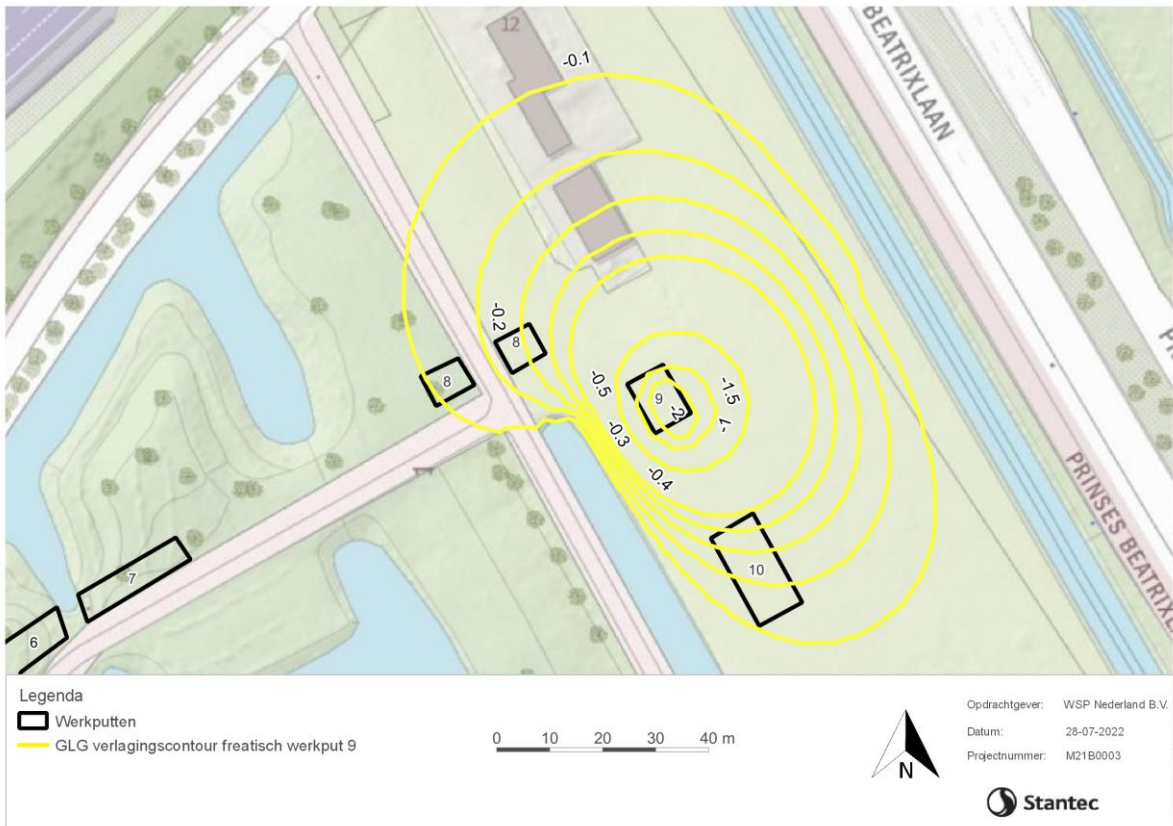 12
-0.1
BEATRIXLAAN
-0.2
8
8
-0.5
9
-2
-1.5
-1
-0.3
-0.4
10
7
6
PRINSES BEATRIXL
Legenda
Werkputten
GLG verlagingscontour freatisch werkput 9
0 10 20 30 40 m
N
Opdrachtgever: WSP Nederland B.V.
Datum: 28-07-2022
Projectnummer: M21B0003
Stantec